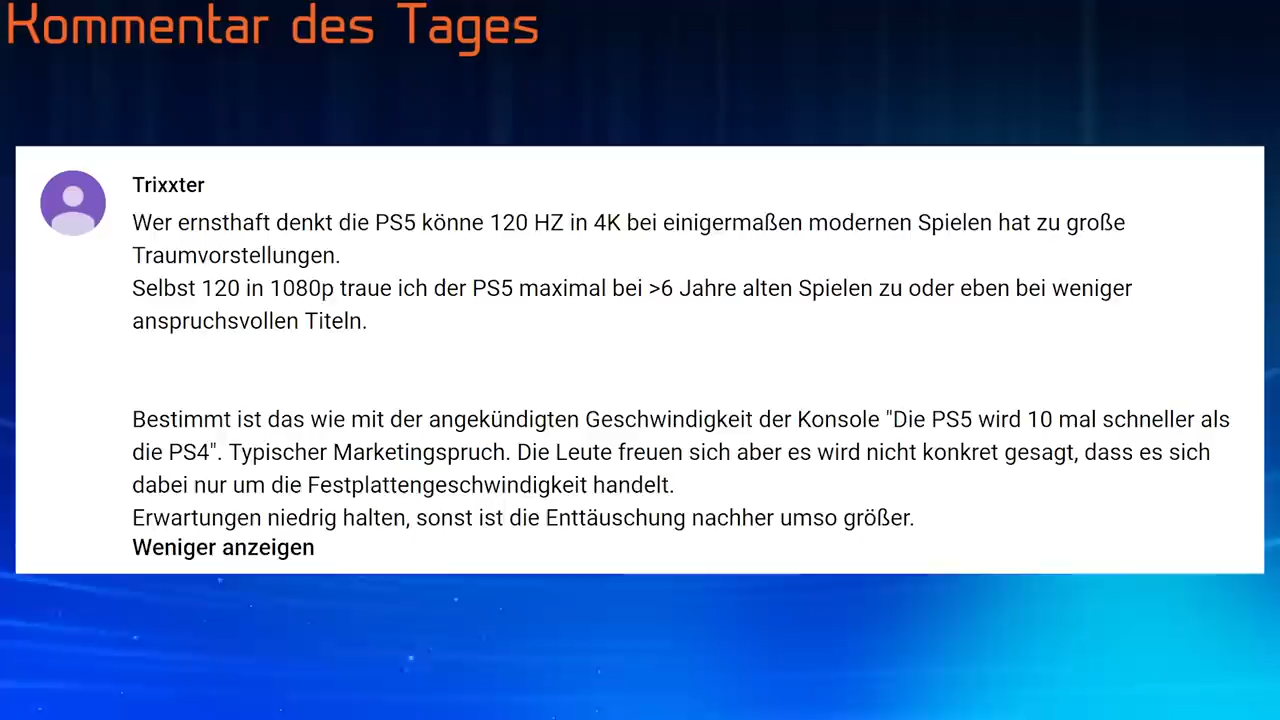 Kommentar des Tages
Trixxter
Wer ernsthaft denkt die PS5 könne 120 HZ in 4K bei einigermaßen modernen Spielen hat zu große
Traumvorstellungen.
Selbst 120 in 1080p traue ich der PS5 maximal bei >6 Jahre alten Spielen zu oder eben bei weniger
anspruchsvollen Titeln.
Bestimmt ist das wie mit der angekündigten Geschwindigkeit der Konsole "Die PS5 wird 10 mal schneller als
die PS4". Typischer Marketingspruch. Die Leute freuen sich aber es wird nicht konkret gesagt, dass es sich
dabei nur um die Festplattengeschwindigkeit handelt.
Erwartungen niedrig halten, sonst ist die Enttäuschung nachher umso größer.
Weniger anzeigen